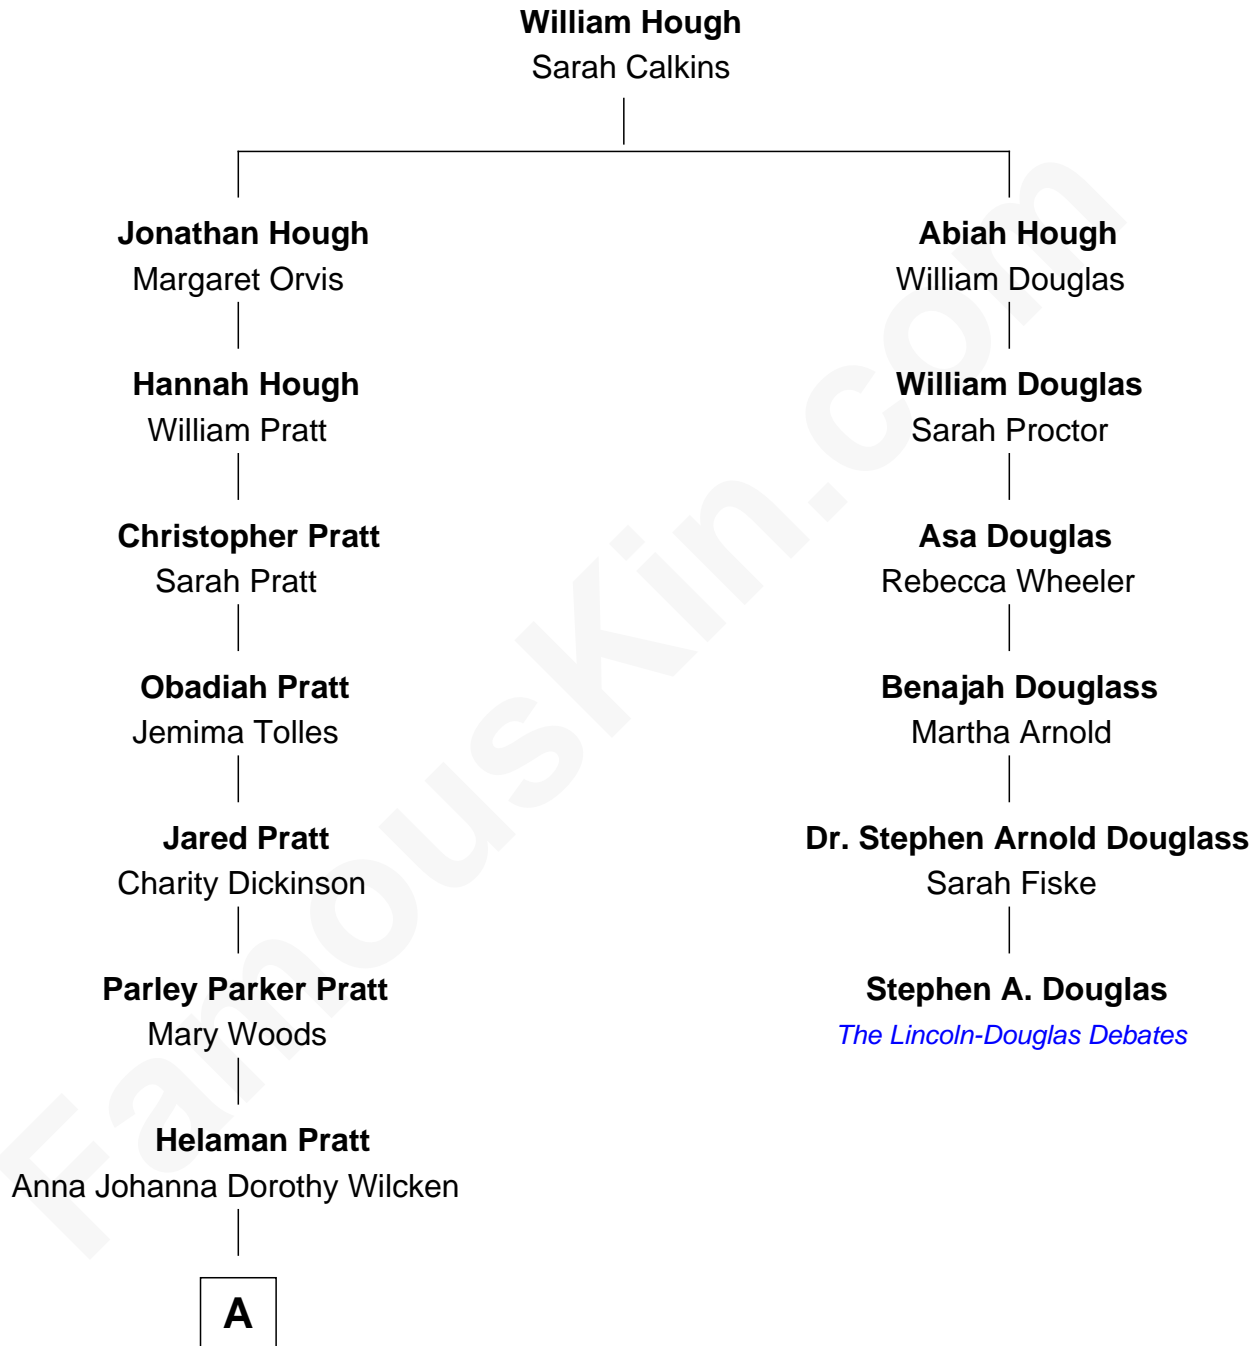 William Hough
Sarah Calkins
Jonathan Hough
Margaret Orvis
Abiah Hough
William Douglas
Hannah Hough
William Pratt
William Douglas
Sarah Proctor
Christopher Pratt
Sarah Pratt
Asa Douglas
Rebecca Wheeler
Obadiah Pratt
Jemima Tolles
Benajah Douglass
Martha Arnold
Jared Pratt
Charity Dickinson
Dr. Stephen Arnold Douglass
Sarah Fiske
Parley Parker Pratt
Mary Woods
Stephen A. Douglas
The Lincoln-Douglas Debates
Helaman Pratt
Anna Johanna Dorothy Wilcken
A
FamousKin.com